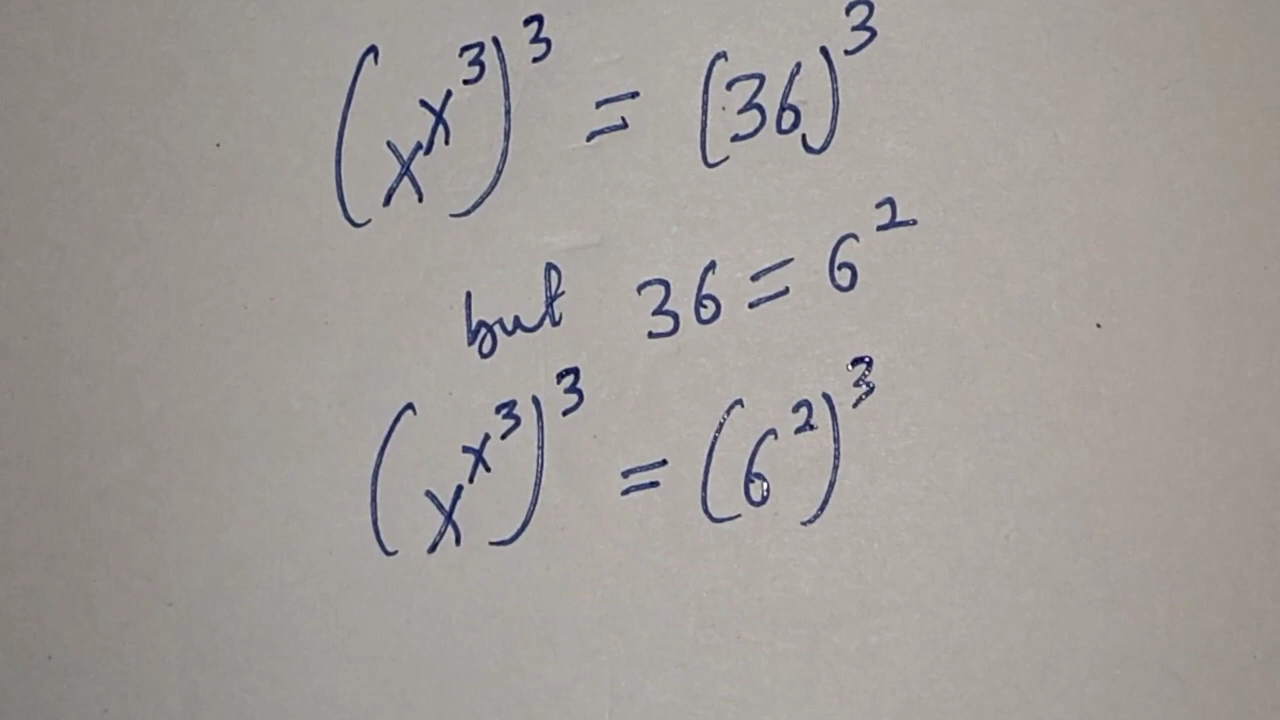 (x^{x^3})^3 = (36)^3
but 36 = 6^2
(x^{x^3})^3 = (6^2)^3